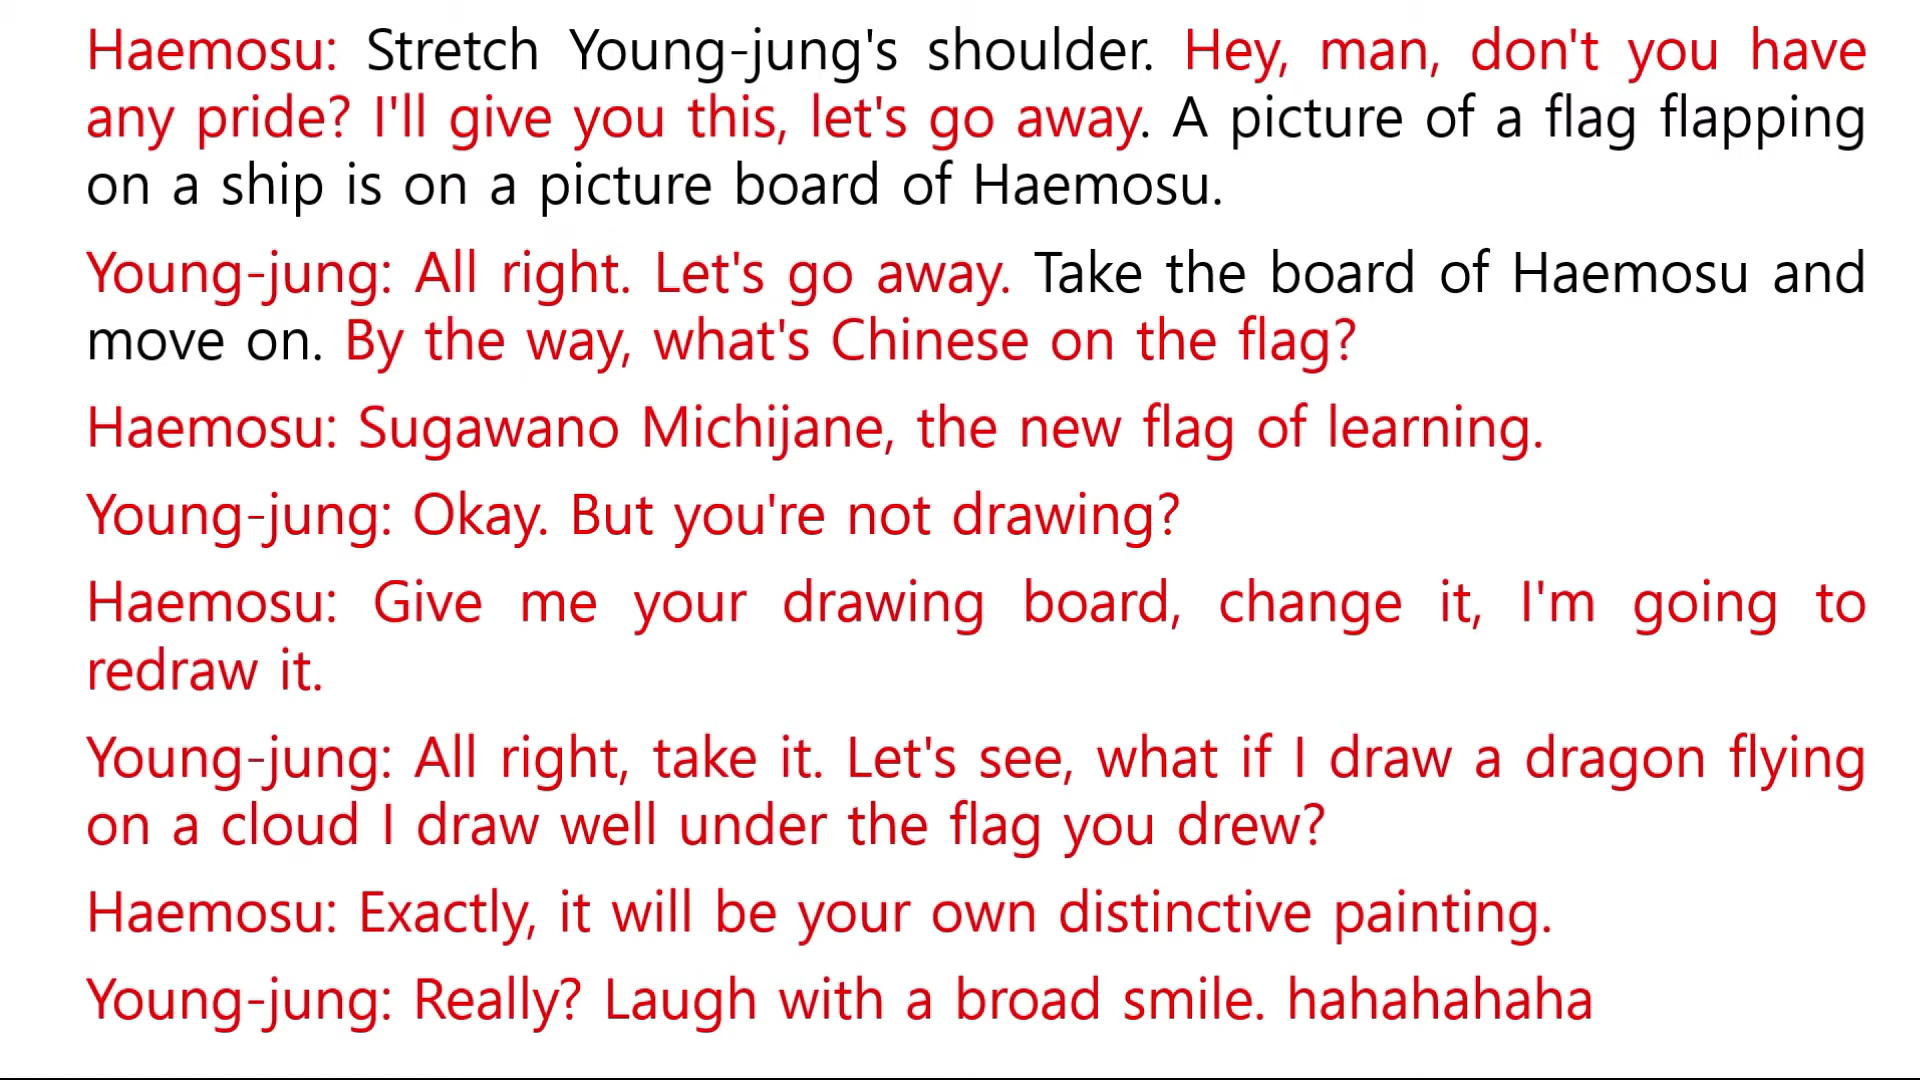 Haemosu: Stretch Young-jung's shoulder. Hey, man, don't you have
any pride? I'll give you this, let's go away. A picture of a flag flapping
on a ship is on a picture board of Haemosu.
Young-jung: All right. Let's go away. Take the board of Haemosu and
move on. By the way, what's Chinese on the flag?
Haemosu: Sugawano Michijane, the new flag of learning.
Young-jung: Okay. But you're not drawing?
Haemosu: Give me your drawing board, change it, I'm going to
redraw it.
Young-jung: All right, take it. Let's see, what if I draw a dragon flying
on a cloud I draw well under the flag you drew?
Haemosu: Exactly, it will be your own distinctive painting.
Young-jung: Really? Laugh with a broad smile. hahahahaha